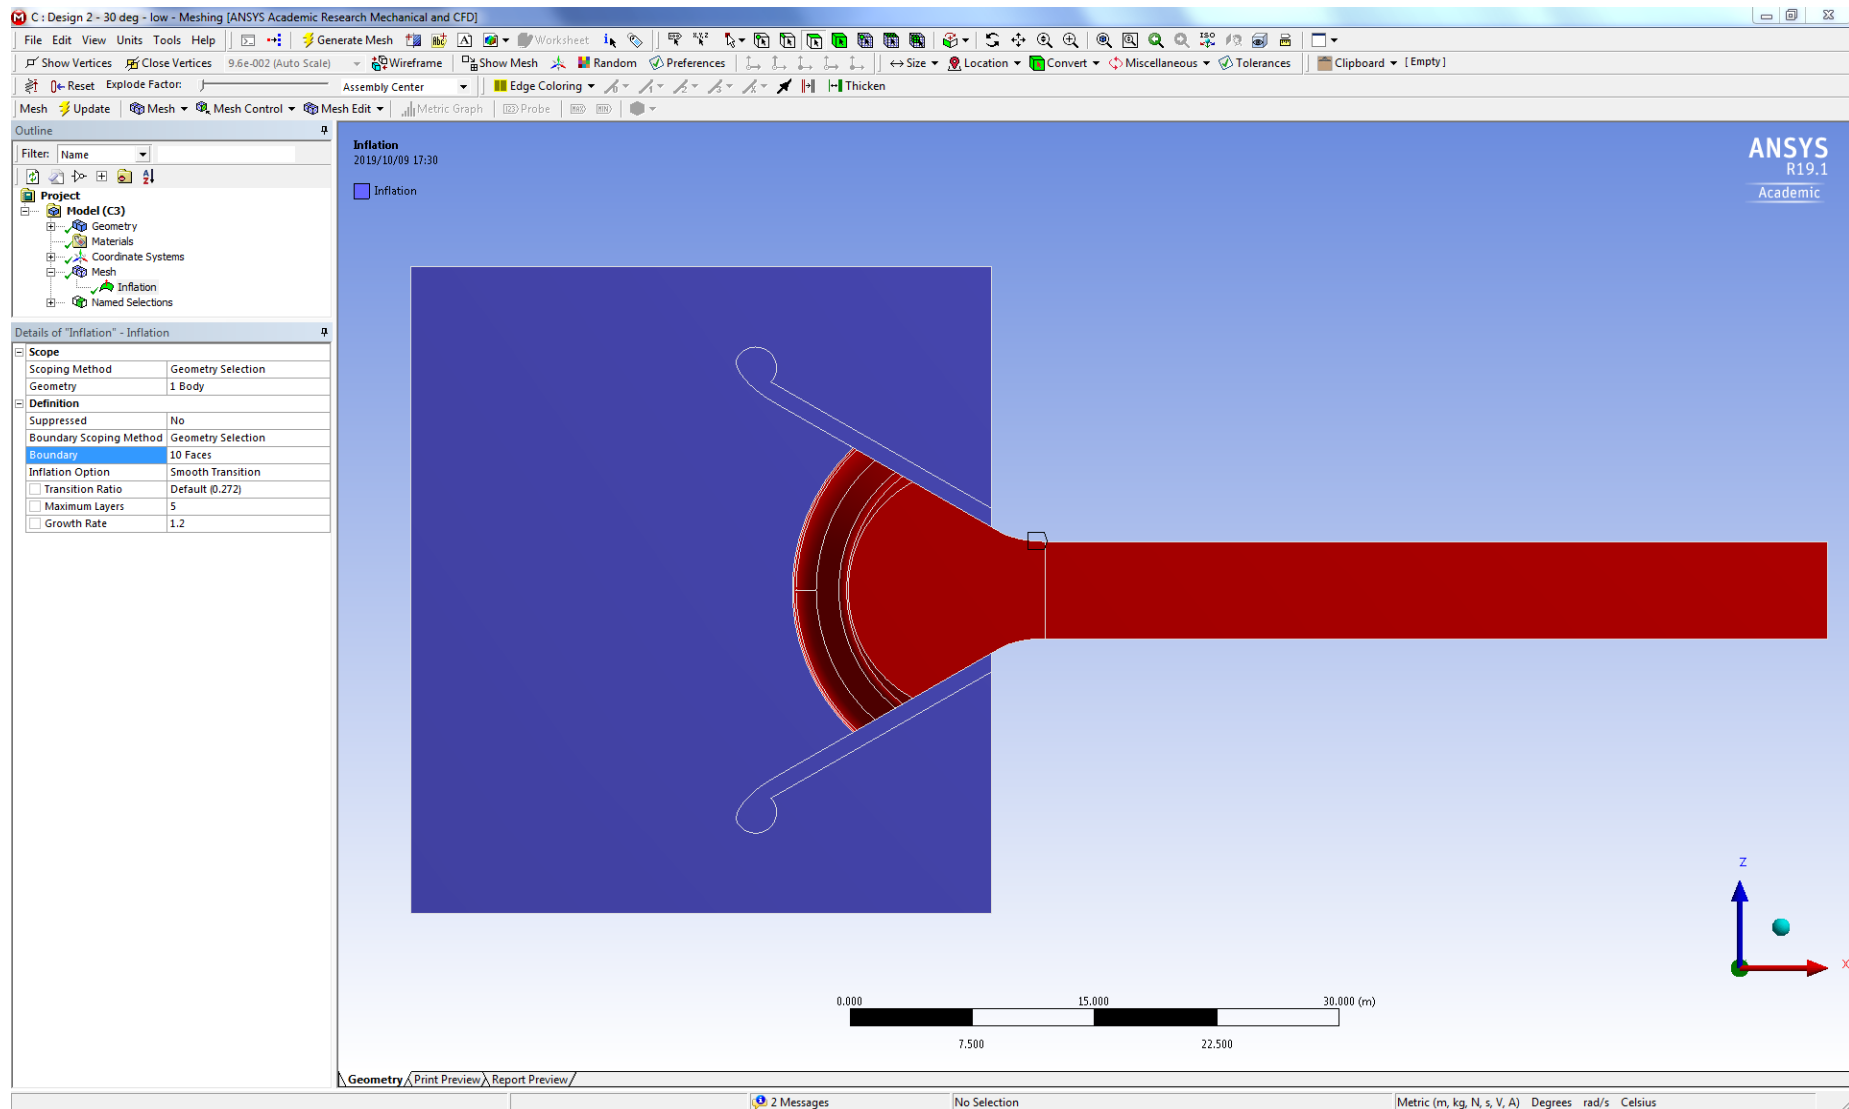 C : Design 2 - 30 deg - low - Meshing [ANSYS Academic Research Mechanical and CFD]
File Edit View Units Tools Help Generate Mesh Worksheet
Show Vertices Close Vertices 9.6e-002 (Auto Scale) Wireframe Show Mesh Random Preferences Size Location Convert Miscellaneous Tolerances Clipboard [Empty]
Reset Explode Factor: Assembly Center Edge Coloring Thicken
Mesh Update Mesh Mesh Control Mesh Edit Metric Graph Probe
Outline
Filter: Name
Project
Model (C3)
Geometry
Materials
Coordinate Systems
Mesh
Inflation
Named Selections
Details of "Inflation" - Inflation
Scope
Scoping Method Geometry Selection
Geometry 1 Body
Definition
Suppressed No
Boundary Scoping Method Geometry Selection
Boundary 10 Faces
Inflation Option Smooth Transition
Transition Ratio Default (0.272)
Maximum Layers 5
Growth Rate 1.2
Inflation
2019/10/09 17:30
Inflation
ANSYS
R19.1
Academic
Z
X
0.000 15.000 30.000 (m)
7.500 22.500
Geometry Print Preview Report Preview
2 Messages No Selection Metric (m, kg, N, s, V, A) Degrees rad/s Celsius